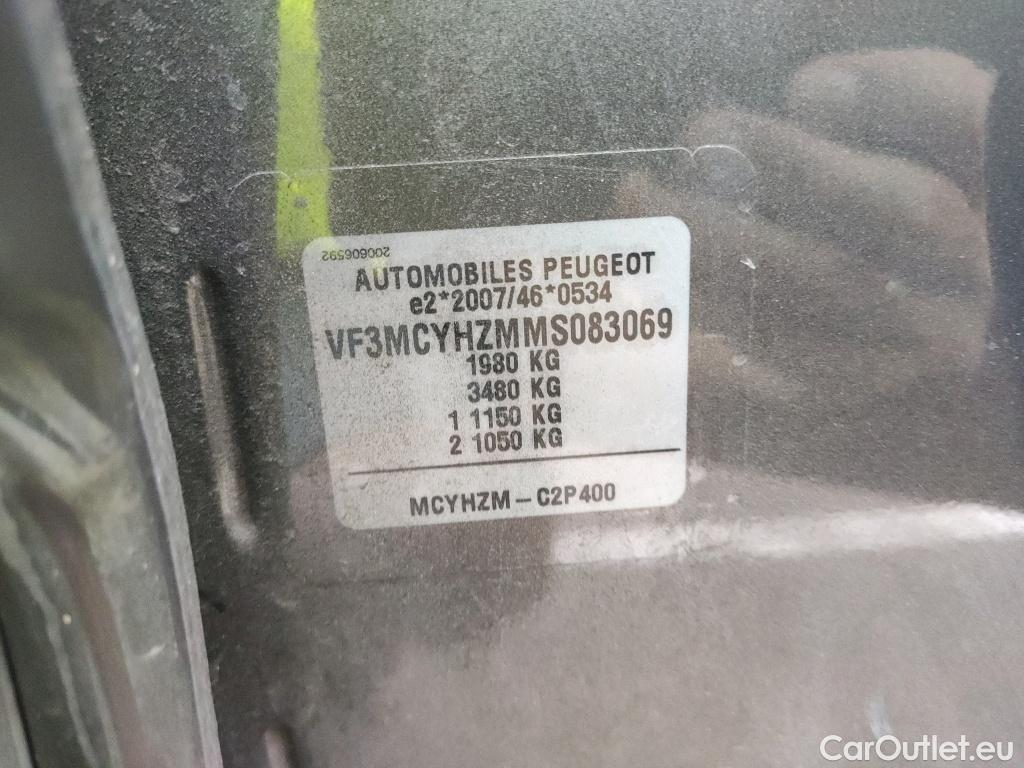 200606592
AUTOMOBILES PEUGEOT
e2*2007/46*0534
VF3MCYHZMMS083069
1980 KG
3480 KG
1 1150 KG
2 1050 KG
MCYHZM – C2P400
CarOutlet.eu